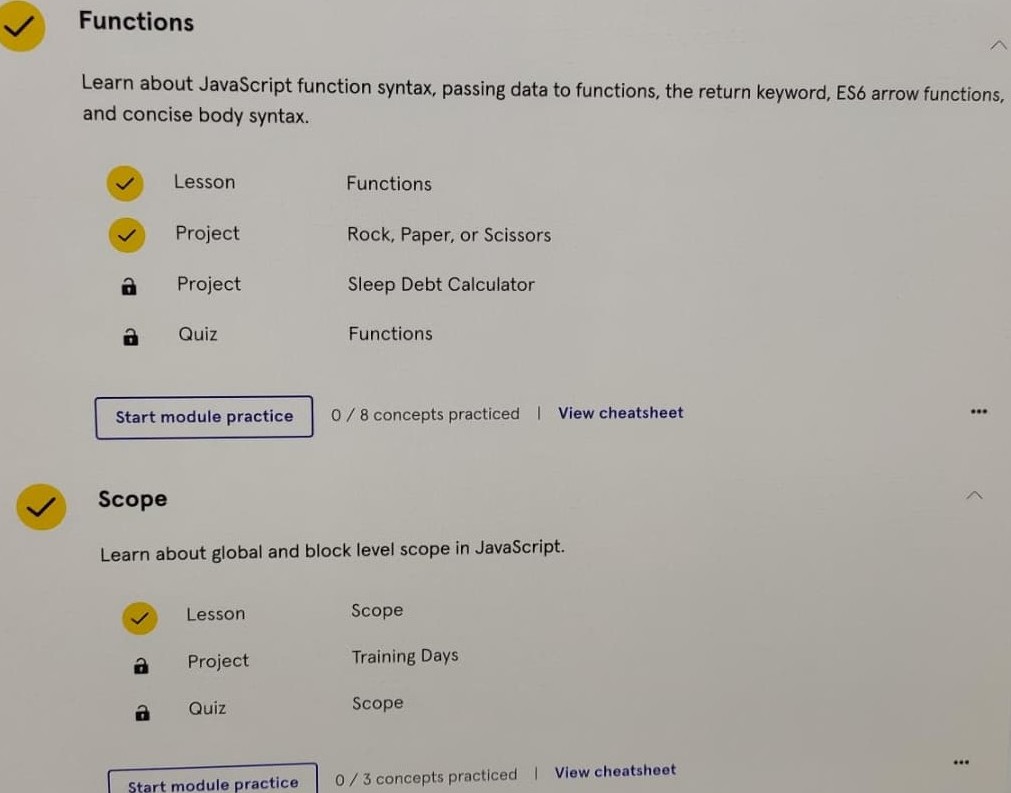 Functions
Learn about JavaScript function syntax, passing data to functions, the return keyword, ES6 arrow functions,
and concise body syntax.
Lesson Functions
Project Rock, Paper, or Scissors
Project Sleep Debt Calculator
Quiz Functions
Start module practice 0 / 8 concepts practiced | View cheatsheet
Scope
Learn about global and block level scope in JavaScript.
Lesson Scope
Project Training Days
Quiz Scope
Start module practice 0 / 3 concepts practiced | View cheatsheet